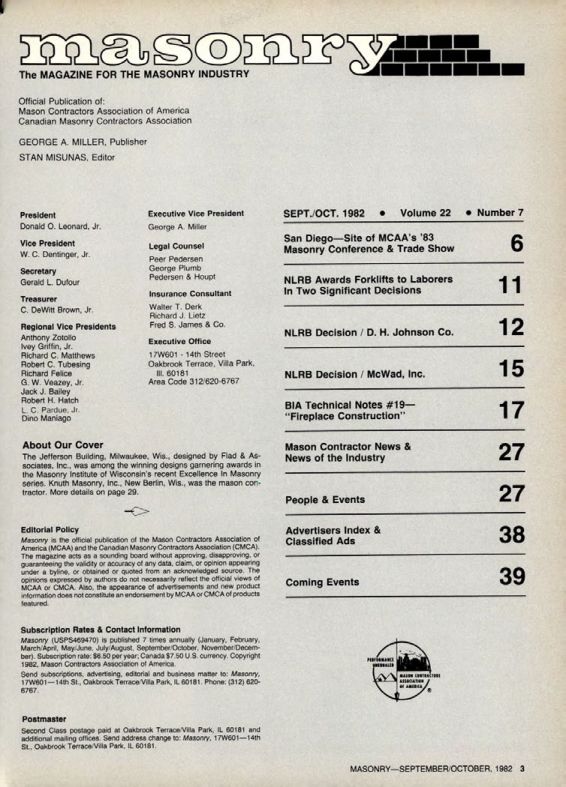 masonry
The MAGAZINE FOR THE MASONRY INDUSTRY
Official Publication of:
Mason Contractors Association of America
Canadian Masonry Contractors Association
GEORGE A. MILLER, Publisher
STAN MISUNAS, Editor
President
Donald O. Leonard, Jr.
Vice President
W. C. Dentinger, Jr.
Secretary
Gerald L. Dufour
Treasurer
C. DeWitt Brown, Jr.
Regional Vice Presidents
Anthony Zotollo
Ivey Griffin, Jr.
Richard C. Matthews
Robert C. Tubesing
Richard Felice
G. W. Veazey, Jr.
Jack J. Bailey
Robert H. Hatch
L. C. Pardue, Jr.
Dino Maniago
Executive Vice President
George A. Miller
Legal Counsel
Peer Pedersen
George Plumb
Pedersen & Houpt
Insurance Consultant
Walter T. Derk
Richard J. Lietz
Fred S. James & Co.
Executive Office
17W601 - 14th Street
Oakbrook Terrace, Villa Park,
Ill. 60181
Area Code 312/620-6767
About Our Cover
The Jefferson Building, Milwaukee, Wis., designed by Flad & As-
sociates, Inc., was among the winning designs garnering awards in
the Masonry Institute of Wisconsin's recent Excellence In Masonry
series. Knuth Masonry, Inc., New Berlin, Wis., was the mason con-
tractor. More details on page 29.
Editorial Policy
Masonry is the official publication of the Mason Contractors Association of
America (MCAA) and the Canadian Masonry Contractors Association (CMCA).
The magazine acts as a sounding board without approving, disapproving, or
guaranteeing the validity or accuracy of any data, claim, or opinion appearing
under a byline, or obtained or quoted from an acknowledged source. The
opinions expressed by authors do not necessarily reflect the official views of
MCAA or CMCA. Also, the appearance of advertisements and new product
information does not constitute an endorsement by MCAA or CMCA of products
featured.
Subscription Rates & Contact Information
Masonry (USPS469470) is published 7 times annually (January, February,
March/April, May/June, July/August, September/October, November/Decem-
ber). Subscription rate: $6.50 per year; Canada $7.50 U.S. currency. Copyright
1982, Mason Contractors Association of America.
Send subscriptions, advertising, editorial and business matter to: Masonry,
17W601—14th St., Oakbrook Terrace/Villa Park, IL 60181. Phone: (312) 620-
6767.
Postmaster
Second Class postage paid at Oakbrook Terrace/Villa Park, IL 60181 and
additional mailing offices. Send address change to: Masonry, 17W601—14th
St., Oakbrook Terrace/Villa Park, IL 60181.
SEPT./OCT. 1982 • Volume 22 • Number 7
San Diego—Site of MCAA's '83
Masonry Conference & Trade Show 6
NLRB Awards Forklifts to Laborers
In Two Significant Decisions 11
NLRB Decision / D. H. Johnson Co. 12
NLRB Decision / McWad, Inc. 15
BIA Technical Notes #19—
"Fireplace Construction" 17
Mason Contractor News &
News of the Industry 27
People & Events 27
Advertisers Index &
Classified Ads 38
Coming Events 39
PERFORMANCE
UNEQUALED
MASON CONTRACTORS
ASSOCIATION
OF AMERICA
®
MASONRY—SEPTEMBER/OCTOBER, 1982 3